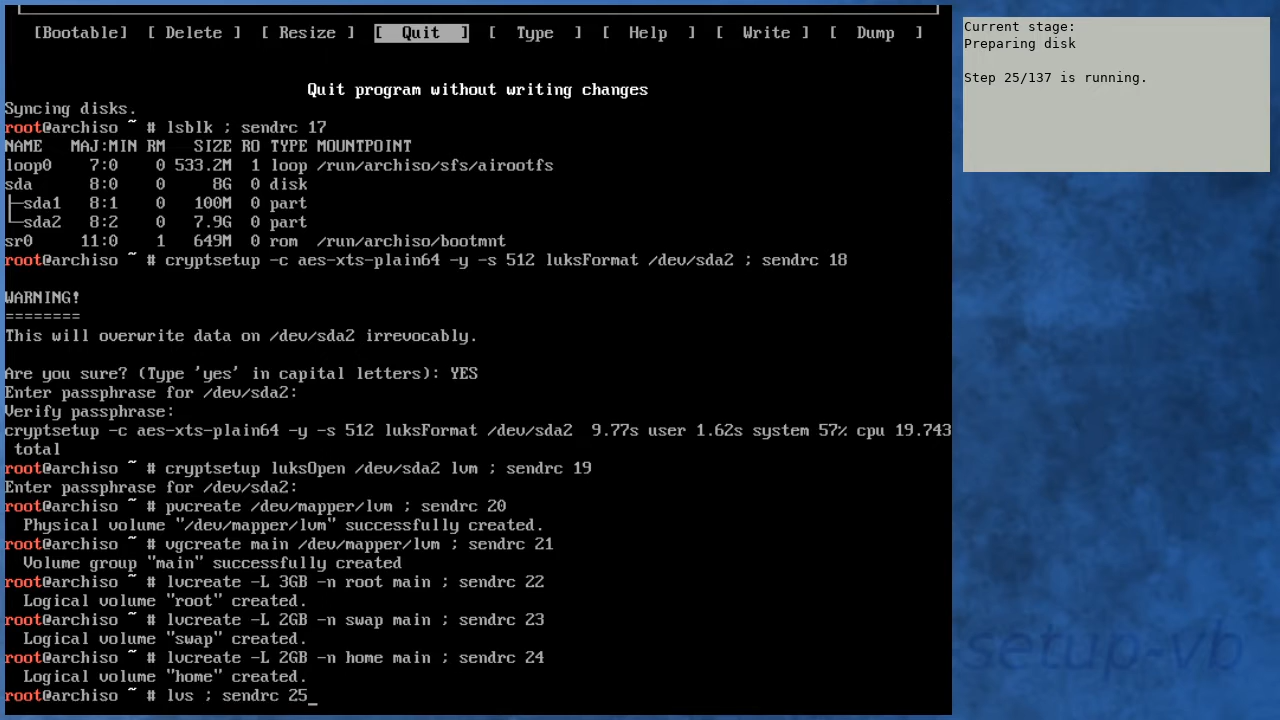 [Bootable] [ Delete ] [ Resize ] [ Quit ] [ Type ] [ Help ] [ Write ] [ Dump ]
Quit program without writing changes
Syncing disks.
root@archiso ~ # lsblk ; sendrc 17
NAME   MAJ:MIN RM   SIZE RO TYPE MOUNTPOINT
loop0    7:0    0 533.2M  1 loop /run/archiso/sfs/airootfs
sda      8:0    0     8G  0 disk
├─sda1   8:1    0   100M  0 part
└─sda2   8:2    0   7.9G  0 part
sr0     11:0    1   649M  0 rom  /run/archiso/bootmnt
root@archiso ~ # cryptsetup -c aes-xts-plain64 -y -s 512 luksFormat /dev/sda2 ; sendrc 18
WARNING!
========
This will overwrite data on /dev/sda2 irrevocably.
Are you sure? (Type 'yes' in capital letters): YES
Enter passphrase for /dev/sda2:
Verify passphrase:
cryptsetup -c aes-xts-plain64 -y -s 512 luksFormat /dev/sda2  9.77s user 1.62s system 57% cpu 19.743
total
root@archiso ~ # cryptsetup luksOpen /dev/sda2 lvm ; sendrc 19
Enter passphrase for /dev/sda2:
root@archiso ~ # pvcreate /dev/mapper/lvm ; sendrc 20
Physical volume "/dev/mapper/lvm" successfully created.
root@archiso ~ # vgcreate main /dev/mapper/lvm ; sendrc 21
Volume group "main" successfully created
root@archiso ~ # lvcreate -L 3GB -n root main ; sendrc 22
Logical volume "root" created.
root@archiso ~ # lvcreate -L 2GB -n swap main ; sendrc 23
Logical volume "swap" created.
root@archiso ~ # lvcreate -L 2GB -n home main ; sendrc 24
Logical volume "home" created.
root@archiso ~ # lvs ; sendrc 25_
Current stage:
Preparing disk
Step 25/137 is running.
setup-vb